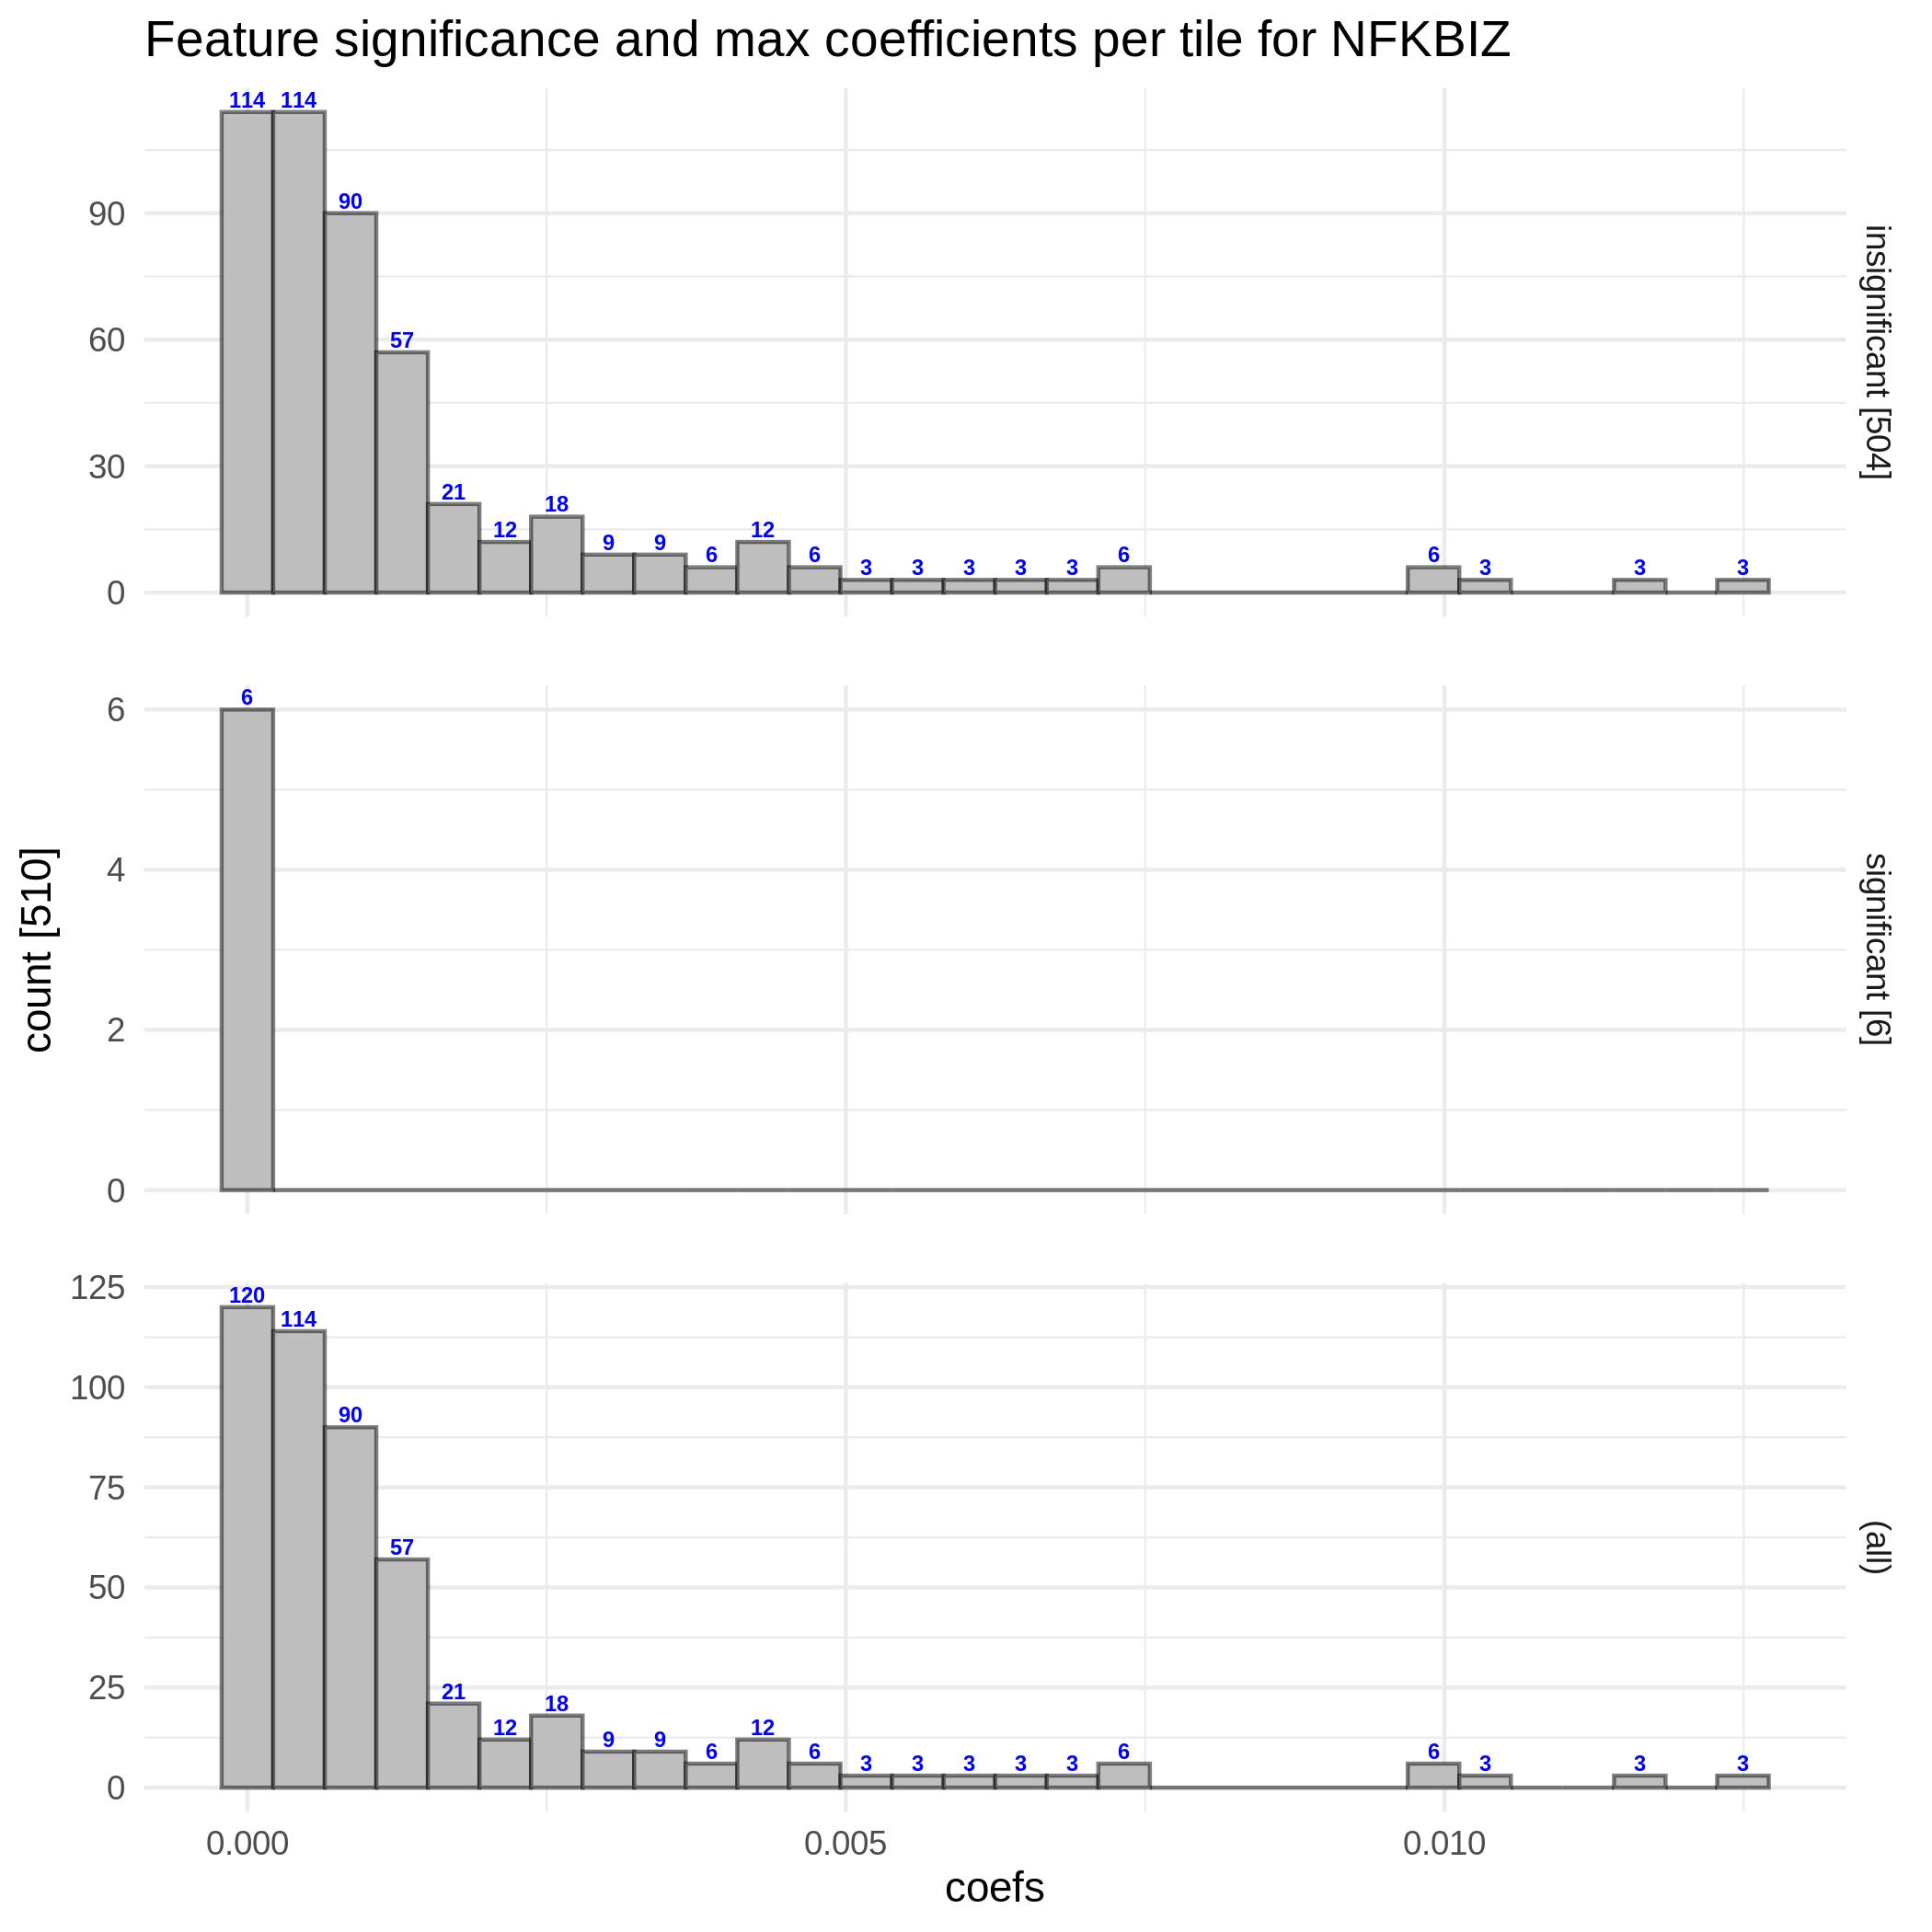 Feature significance and max coefficients per tile for NFKBIZ
114 114 90 57 21 12 18 9 9 6 12 6 3 3 3 3 3 6 6 3 3 3
90
60
30
0
insignificant [504]
6
6
4
2
0
significant [6]
count [510]
120 114 90 57 21 12 18 9 9 6 12 6 3 3 3 3 3 6 6 3 3 3
125
100
75
50
25
0
(all)
0.000 0.005 0.010
coefs